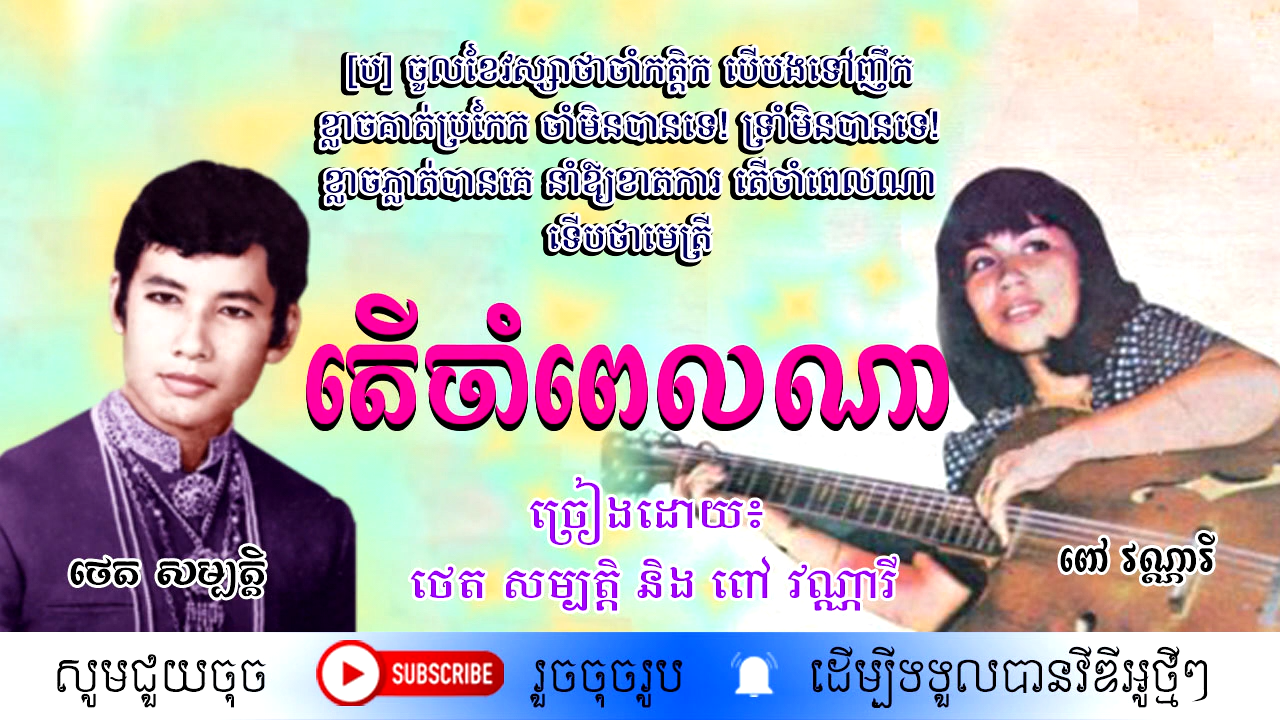 [ប] ចូលខែវស្សាថាចាំកត្តិក បើបងទៅញឹក
ខ្លាចគាត់ប្រកែក ចាំមិនបានទេ! ទ្រាំមិនបានទេ!
ខ្លាចភ្លាត់បានគេ នាំឱ្យខាតការ តើចាំពេលណា
ទើបថាមេត្រី
តើចាំពេលណា
ច្រៀងដោយ៖
ថេត សម្បត្តិ និង ពៅ វណ្ណារី
ថេត សម្បត្តិ
ពៅ វណ្ណារី
សូមជួយចុច SUBSCRIBE រួចចុចរូប ដើម្បីទទួលបានវីឌីអូថ្មីៗ